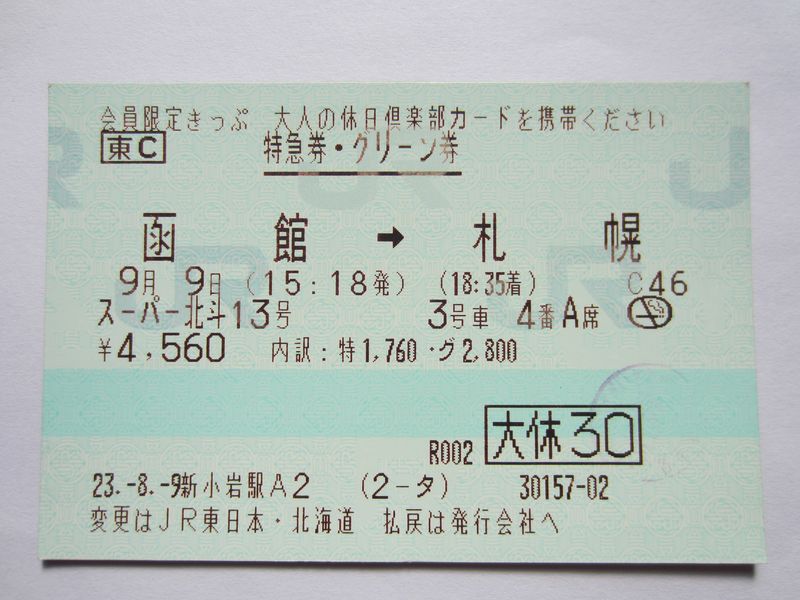 会員限定きっぷ 大人の休日倶楽部カードを携帯ください
東C 特急券・グリーン券
函館 → 札幌
9月 9日 (15:18発) (18:35着) C46
スーパー北斗13号 3号車 4番A席
¥4,560 内訳:特1,760・グ2,800
R002 大休30
23.-8.-9新小岩駅A2 (2-タ) 30157-02
変更はJR東日本・北海道 払戻は発行会社へ